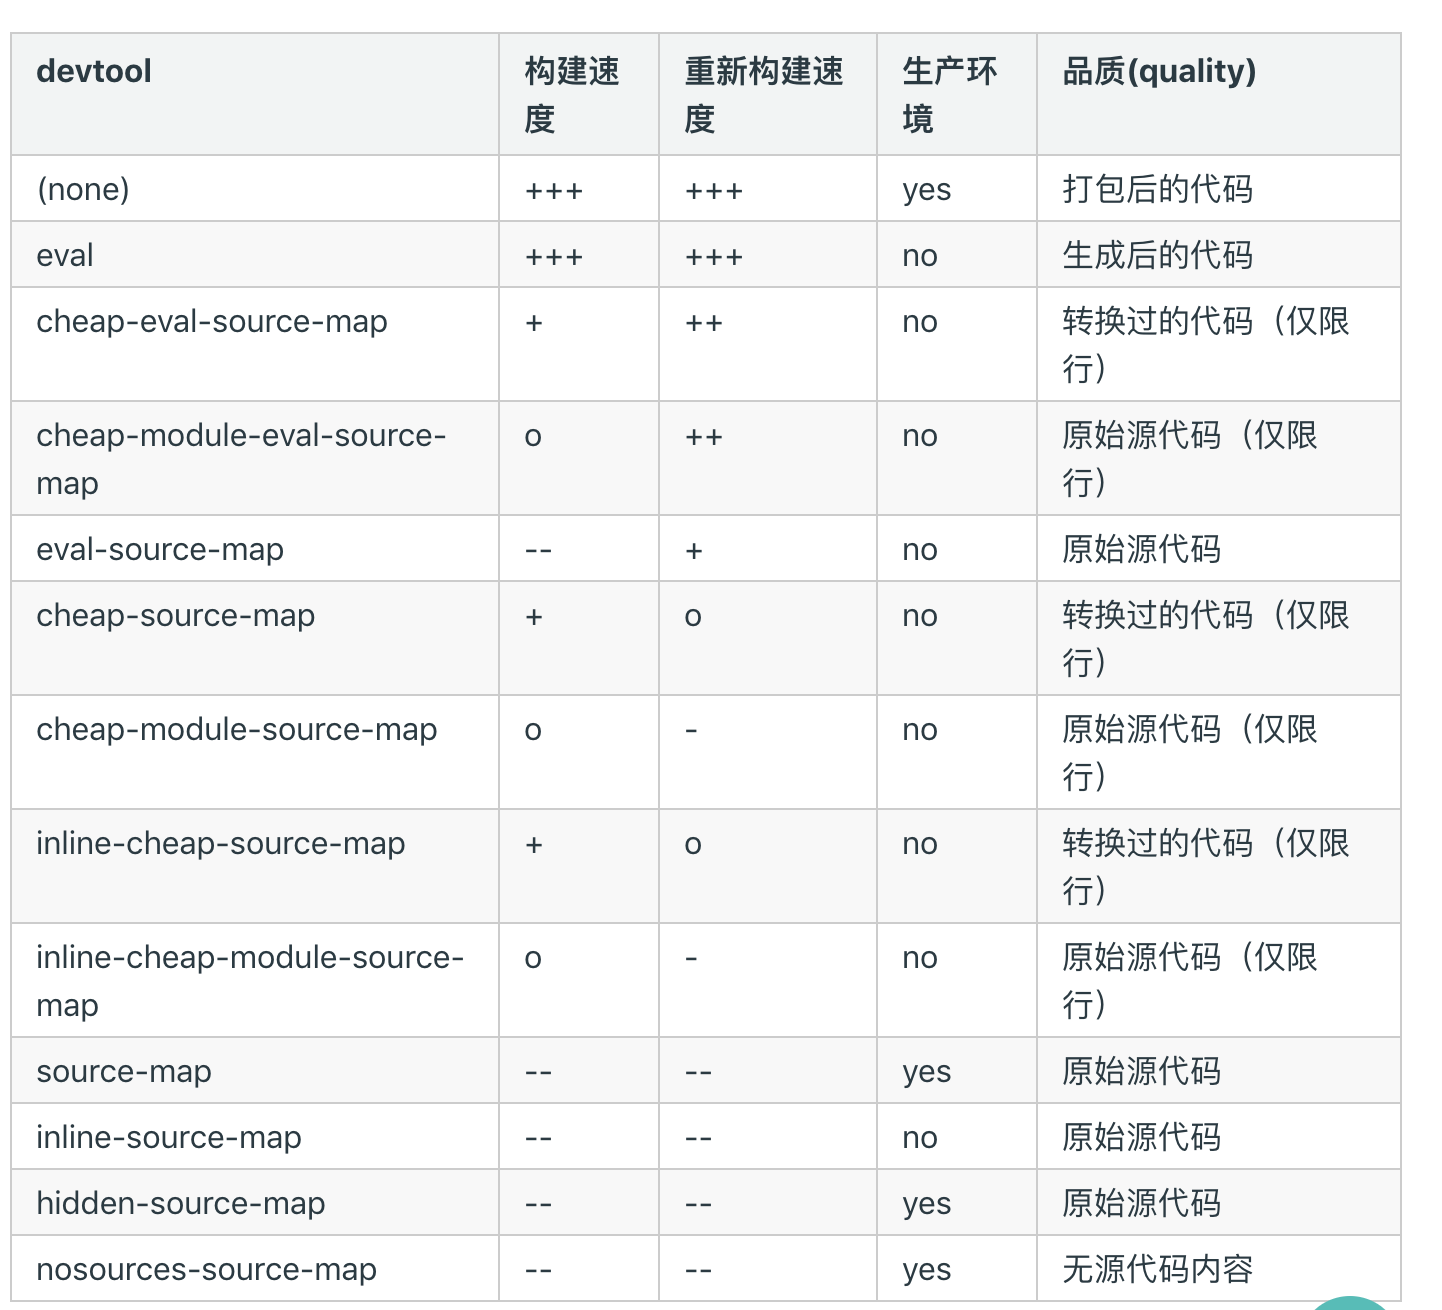 devtool 构建速 重新构建速 生产环 品质(quality)
度 度 境
(none) +++ +++ yes 打包后的代码
eval +++ +++ no 生成后的代码
cheap-eval-source-map + ++ no 转换过的代码（仅限
行）
cheap-module-eval-source- o ++ no 原始源代码（仅限
map 行）
eval-source-map -- + no 原始源代码
cheap-source-map + o no 转换过的代码（仅限
行）
cheap-module-source-map o - no 原始源代码（仅限
行）
inline-cheap-source-map + o no 转换过的代码（仅限
行）
inline-cheap-module-source- o - no 原始源代码（仅限
map 行）
source-map -- -- yes 原始源代码
inline-source-map -- -- no 原始源代码
hidden-source-map -- -- yes 原始源代码
nosources-source-map -- -- yes 无源代码内容